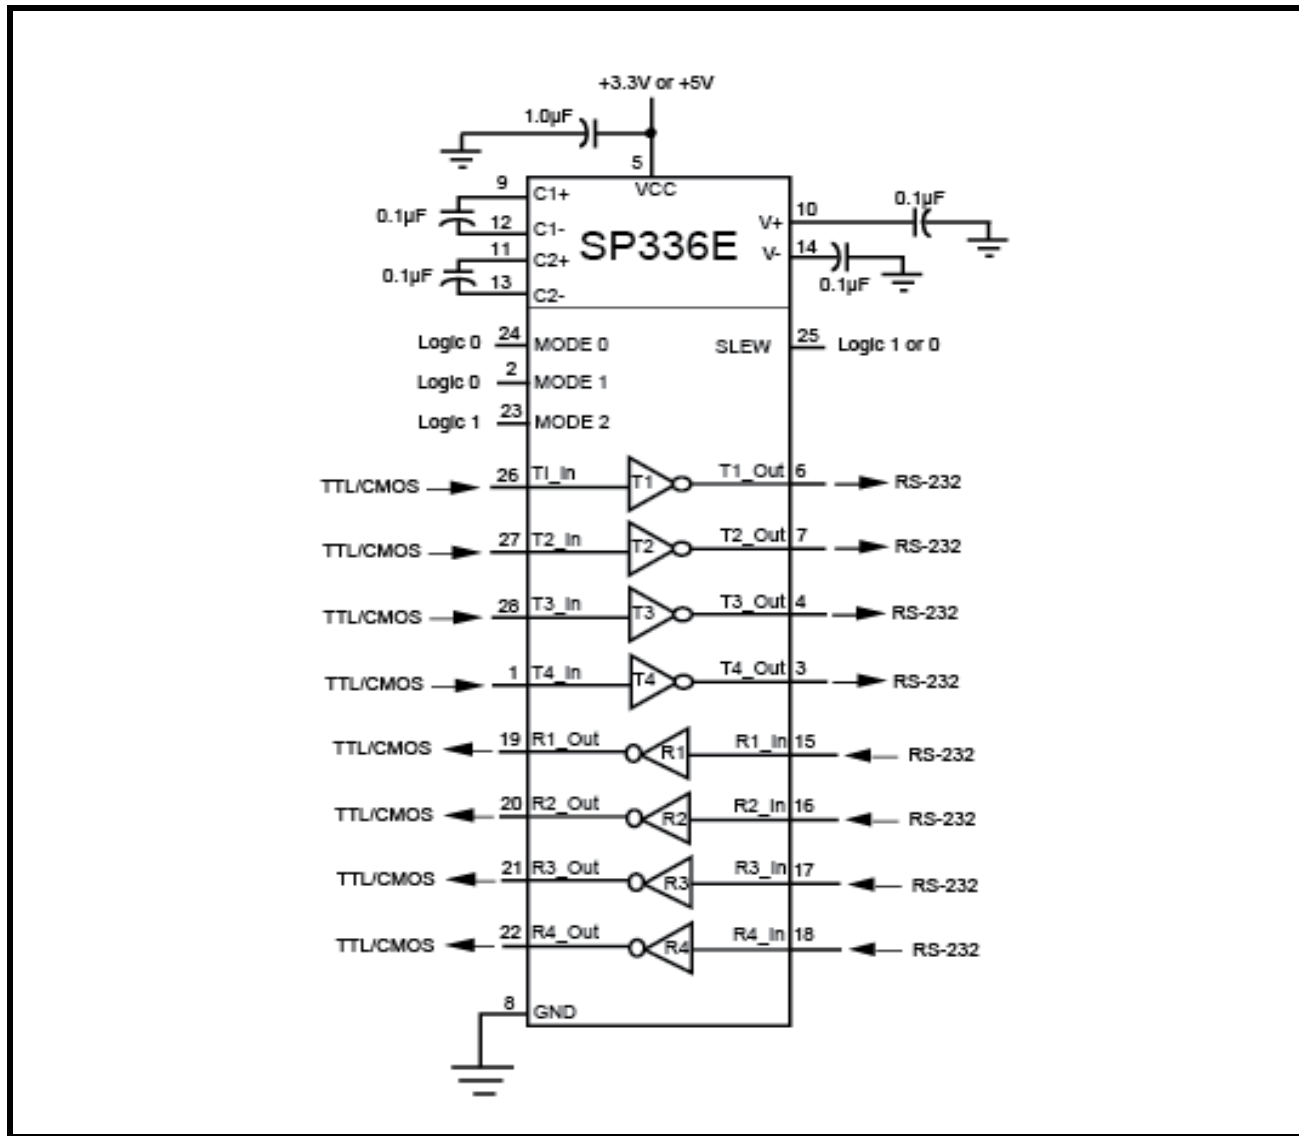 +3.3V or +5V
1.0µF
5
VCC
9 C1+
0.1µF
12 C1-
11 C2+
0.1µF
13 C2-
SP336E
V+ 10 0.1µF
V- 14
0.1µF
Logic 0 24 MODE 0
SLEW 25 Logic 1 or 0
Logic 0 2 MODE 1
Logic 1 23 MODE 2
TTL/CMOS 26 TI_In T1 T1_Out 6 RS-232
TTL/CMOS 27 T2_In T2 T2_Out 7 RS-232
TTL/CMOS 28 T3_In T3 T3_Out 4 RS-232
TTL/CMOS 1 T4_In T4 T4_Out 3 RS-232
TTL/CMOS 19 R1_Out R1 R1_In 15 RS-232
TTL/CMOS 20 R2_Out R2 R2_In 16 RS-232
TTL/CMOS 21 R3_Out R3 R3_In 17 RS-232
TTL/CMOS 22 R4_Out R4 R4_In 18 RS-232
8 GND